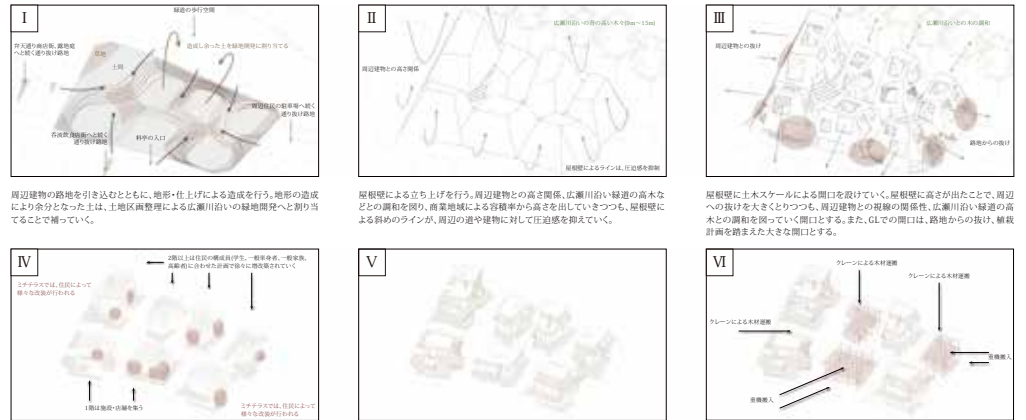 I
緑道の歩行空間
弁天通り商店街、露地庭
へと続く通り抜け路地
造成し余った土を緑地開発に割り当てる
草地
土間
周辺住民の駐車場へ続く
通り抜け路地
呑流飲食店街へと続く
通り抜け路地
料亭の入口
周辺建物の路地を引き込むとともに、地形・仕上げによる造成を行う。地形の造成
により余分となった土は、土地区画整理による広瀬川沿いの緑地開発へと割り当
てることで補っていく。
II
広瀬川沿いの背の高い木々(9m〜15m)
周辺建物との高さ関係
屋根壁によるラインは、圧迫感を抑制
屋根壁による立ち上げを行う。周辺建物との高さ関係、広瀬川沿い緑道の高木な
どとの調和を図り、商業地域による容積率から高さを出していきつつも、屋根壁に
よる斜めのラインが、周辺の道や建物に対して圧迫感を抑えていく。
III
広瀬川沿いとの木の調和
周辺建物との抜け
路地からの抜け
屋根壁に土木スケールによる開口を設けていく。屋根壁に高さが出たことで、周辺
への抜けを大きくとりつつも、周辺建物との視線の関係性、広瀬川沿い緑道の高
木との調和を図っていく開口とする。また、GLでの開口は、路地からの抜け、植栽
計画を踏まえた大きな開口とする。
IV
2階以上は住民の構成員(学生、一般単身者、一般家族、
高齢者)に合わせた計画で徐々に増改築されていく
ミチテラスでは、住民によって
様々な改装が行われる
1階は施設・店舗を集う
ミチテラスでは、住民によって
様々な改装が行われる
V
VI
クレーンによる木材運搬
クレーンによる木材運搬
クレーンによる木材運搬
重機搬入
重機搬入